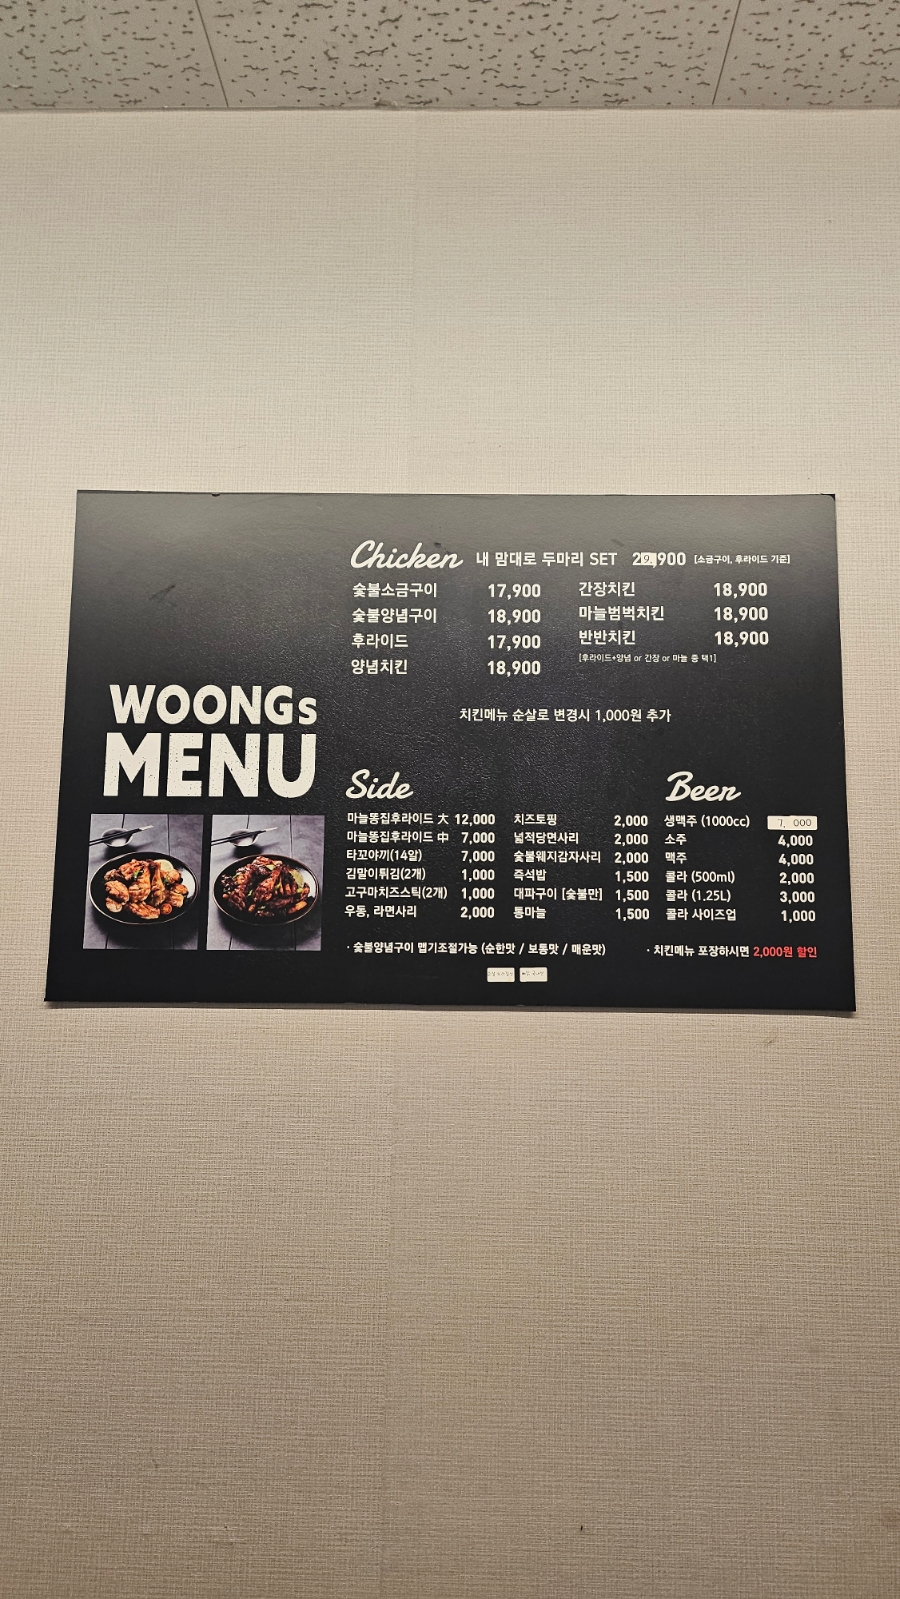 WOONGs
MENU
Chicken 내 맘대로 두마리 SET 29,900 [소금구이, 후라이드 기준]
숯불소금구이 17,900
숯불양념구이 18,900
후라이드 17,900
양념치킨 18,900
간장치킨 18,900
마늘범벅치킨 18,900
반반치킨 18,900
[후라이드+양념 or 간장 or 마늘 중 택1]
치킨메뉴 순살로 변경시 1,000원 추가
Side
마늘똥집후라이드 大 12,000
마늘똥집후라이드 中 7,000
타꼬야끼(14알) 7,000
김말이튀김(2개) 1,000
고구마치즈스틱(2개) 1,000
우동, 라면사리 2,000
치즈토핑 2,000
넓적당면사리 2,000
숯불웨지감자사리 2,000
즉석밥 1,500
대파구이 [숯불만] 1,500
통마늘 1,500
Beer
생맥주 (1000cc) 7,000
소주 4,000
맥주 4,000
콜라 (500ml) 2,000
콜라 (1.25L) 3,000
콜라 사이즈업 1,000
· 숯불양념구이 맵기조절가능 (순한맛 / 보통맛 / 매운맛)
· 치킨메뉴 포장하시면 2,000원 할인